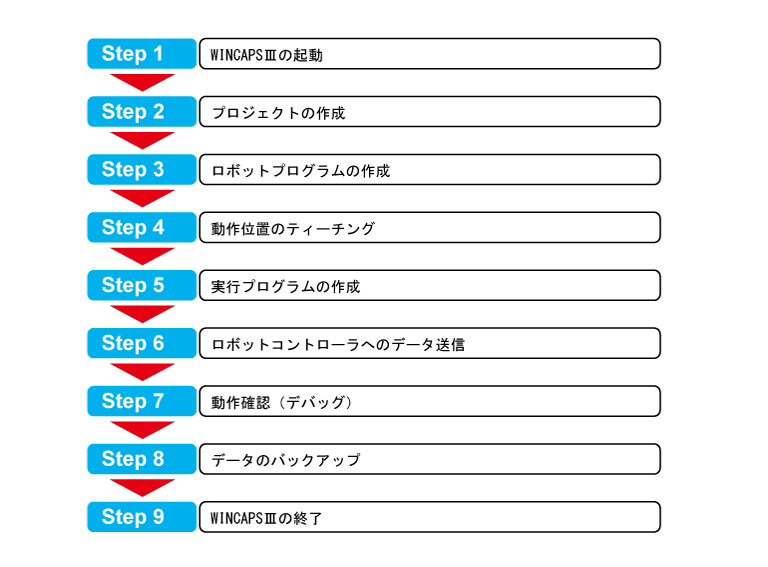 Step 1 WINCAPSⅢの起動
Step 2 プロジェクトの作成
Step 3 ロボットプログラムの作成
Step 4 動作位置のティーチング
Step 5 実行プログラムの作成
Step 6 ロボットコントローラへのデータ送信
Step 7 動作確認（デバッグ）
Step 8 データのバックアップ
Step 9 WINCAPSⅢの終了